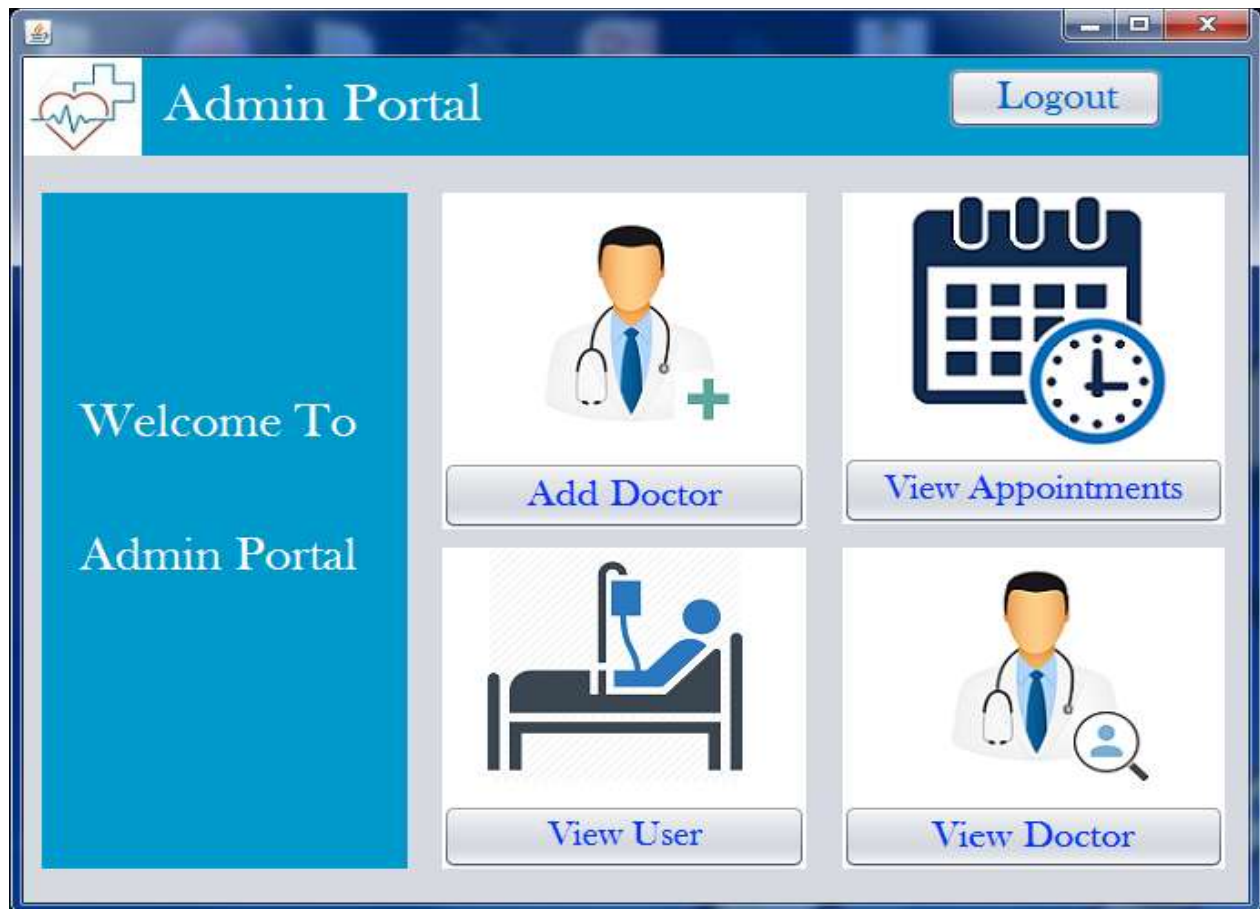 Admin Portal
Logout
Welcome To
Admin Portal
Add Doctor
View Appointments
View User
View Doctor